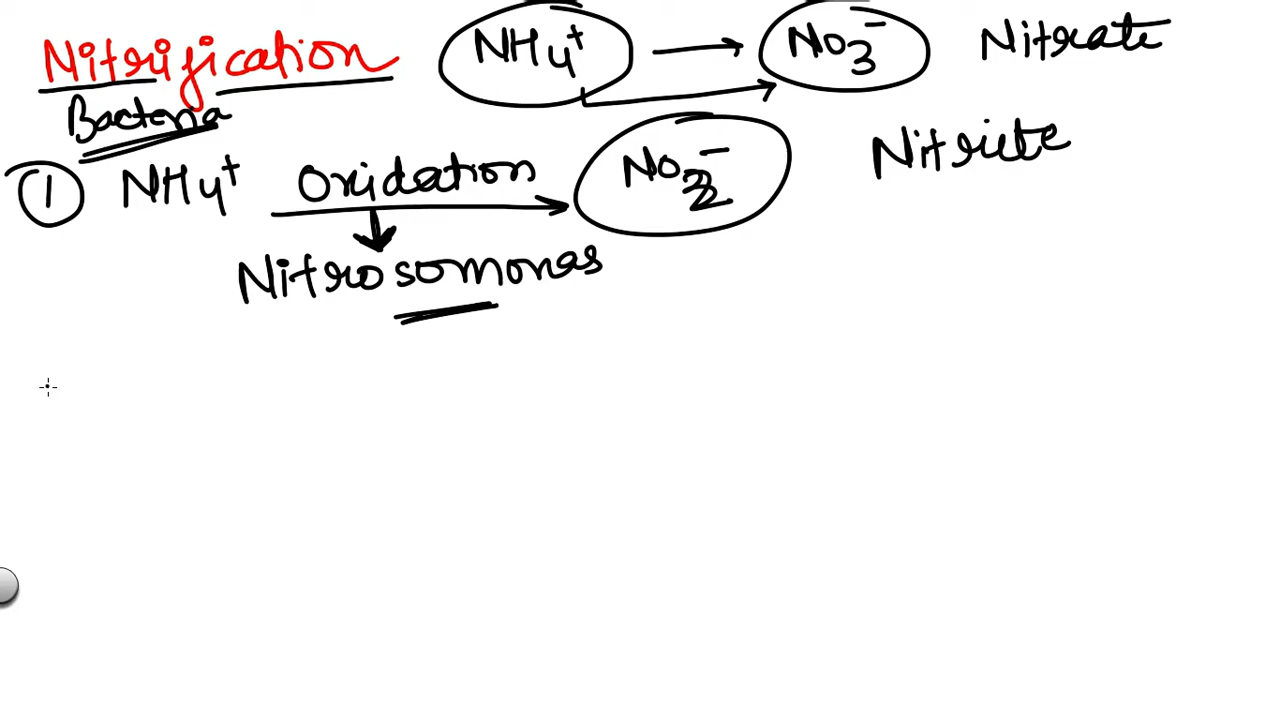 Nitrification NH4+ → NO3- Nitrate
Bacteria
① NH4+ Oxidation → NO2- Nitrite
Nitrosomonas